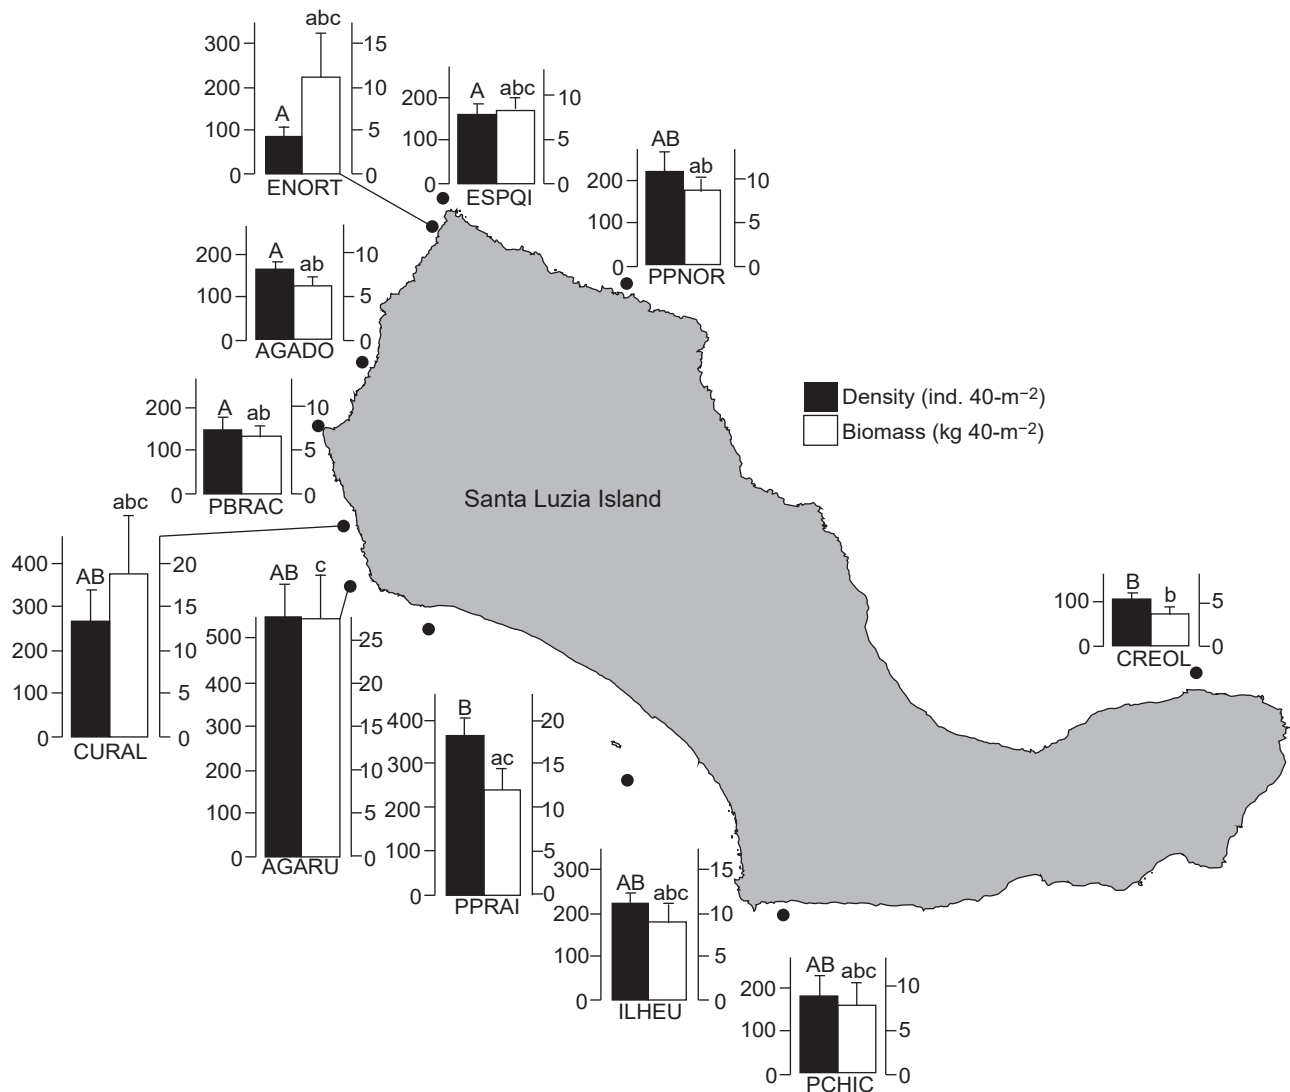 abc
300
15
200
A
10
100
5
0
0
ENORT
A
abc
200
10
100
5
0
0
ESPQI
AB
ab
200
10
100
5
0
0
PPNOR
A
ab
200
10
100
5
0
0
AGADO
A
ab
200
10
100
5
0
0
PBRAC
Density (ind. 40-m−2)
Biomass (kg 40-m−2)
Santa Luzia Island
abc
400
AB
20
300
15
200
10
100
5
0
0
CURAL
AB
c
500
25
400
20
300
15
200
10
100
5
0
0
AGARU
B
400
20
ac
300
15
200
10
100
5
0
0
PPRAI
B
b
100
5
0
0
CREOL
300
15
AB
abc
200
10
100
5
0
0
ILHEU
AB
abc
200
10
100
5
0
0
PCHIC